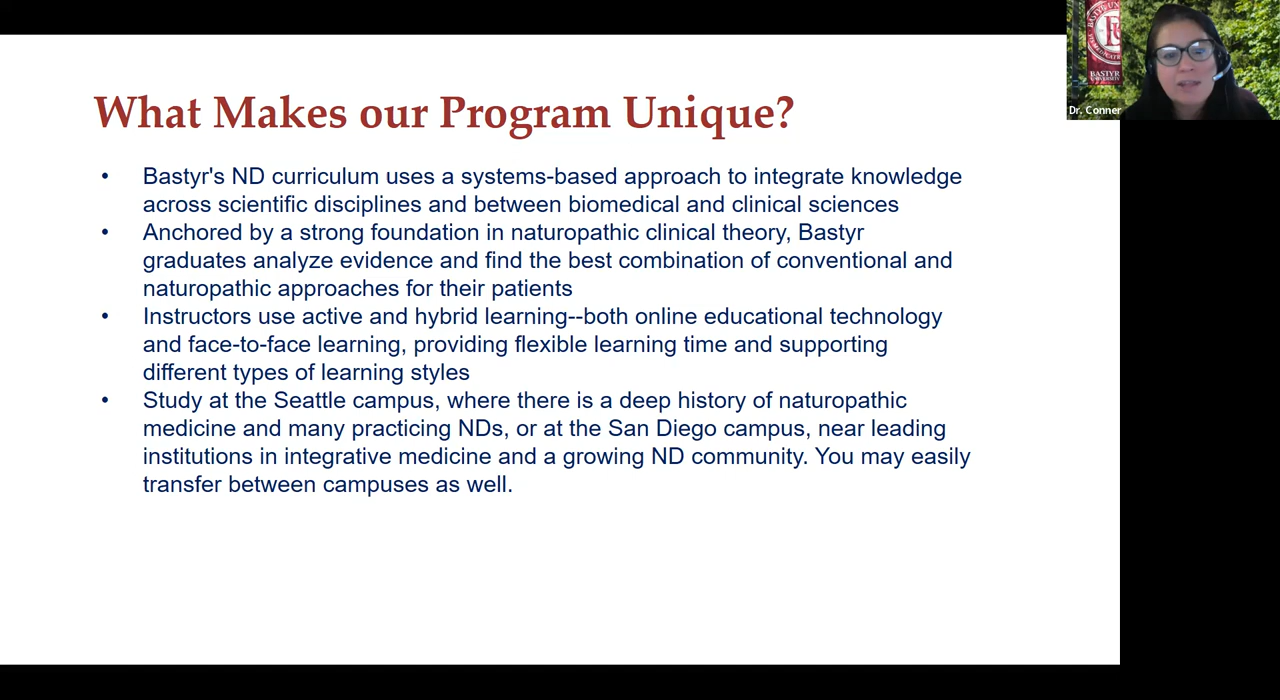 What Makes our Program Unique?
• Bastyr's ND curriculum uses a systems-based approach to integrate knowledge
across scientific disciplines and between biomedical and clinical sciences
• Anchored by a strong foundation in naturopathic clinical theory, Bastyr
graduates analyze evidence and find the best combination of conventional and
naturopathic approaches for their patients
• Instructors use active and hybrid learning--both online educational technology
and face-to-face learning, providing flexible learning time and supporting
different types of learning styles
• Study at the Seattle campus, where there is a deep history of naturopathic
medicine and many practicing NDs, or at the San Diego campus, near leading
institutions in integrative medicine and a growing ND community. You may easily
transfer between campuses as well.
BASTYR
UNIVERSITY
Dr. Conner